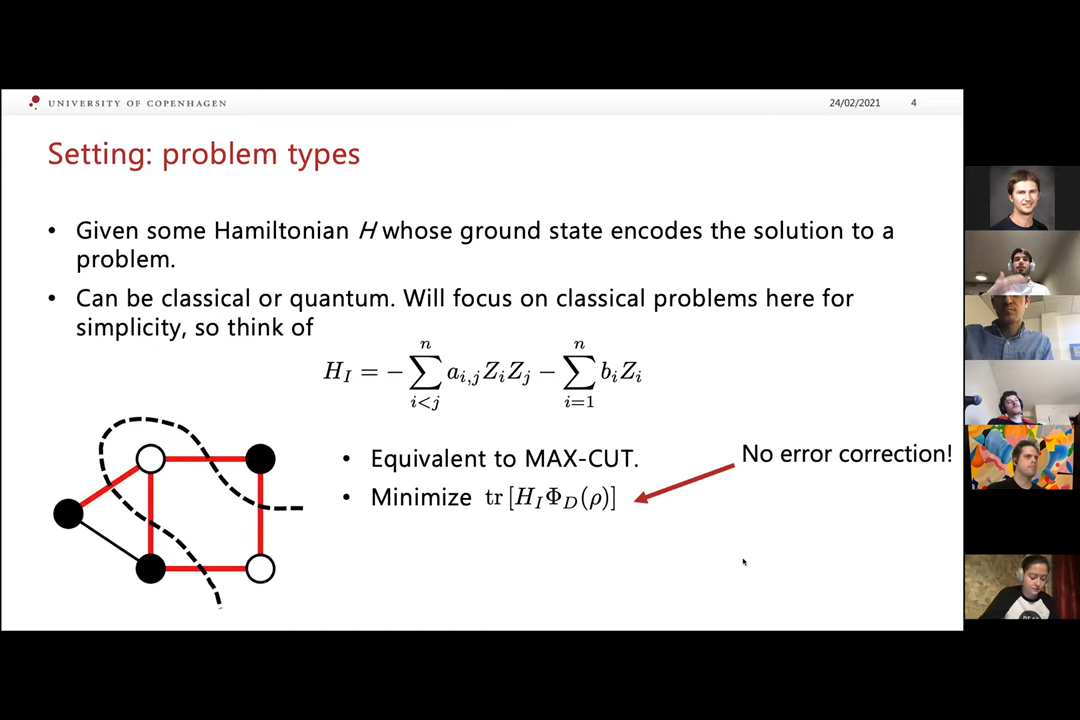 UNIVERSITY OF COPENHAGEN
24/02/2021 4
Setting: problem types
• Given some Hamiltonian H whose ground state encodes the solution to a
problem.
• Can be classical or quantum. Will focus on classical problems here for
simplicity, so think of
H_I = − ∑_{i<j}^{n} a_{i,j} Z_i Z_j − ∑_{i=1}^{n} b_i Z_i
• Equivalent to MAX-CUT.
No error correction!
• Minimize tr [H_I Φ_D(ρ)]